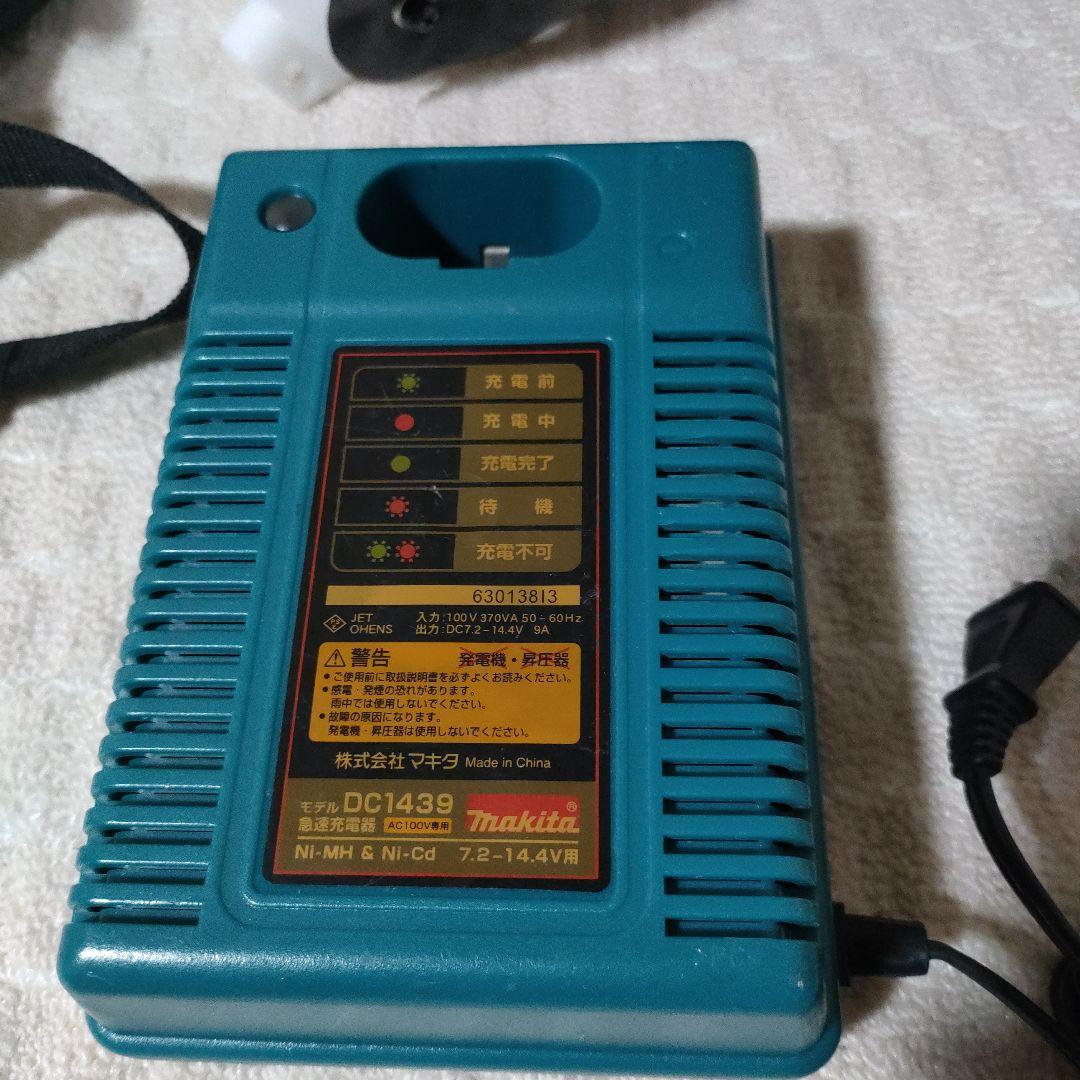 充電前
充電中
充電完了
待機
充電不可
63013813
PS E JET OHENS
入力:100V 370VA 50-60Hz
出力:DC7.2-14.4V 9A
警告 発電機・昇圧器
•ご使用前に取扱説明書を必ずよくお読みください。
•感電・発煙の恐れがあります。
雨中では使用しないでください。
•故障の原因になります。
発電機・昇圧器は使用しないでください。
株式会社マキタ Made in China
モデル DC1439
急速充電器 AC100V専用 makita®
Ni-MH & Ni-Cd 7.2-14.4V用